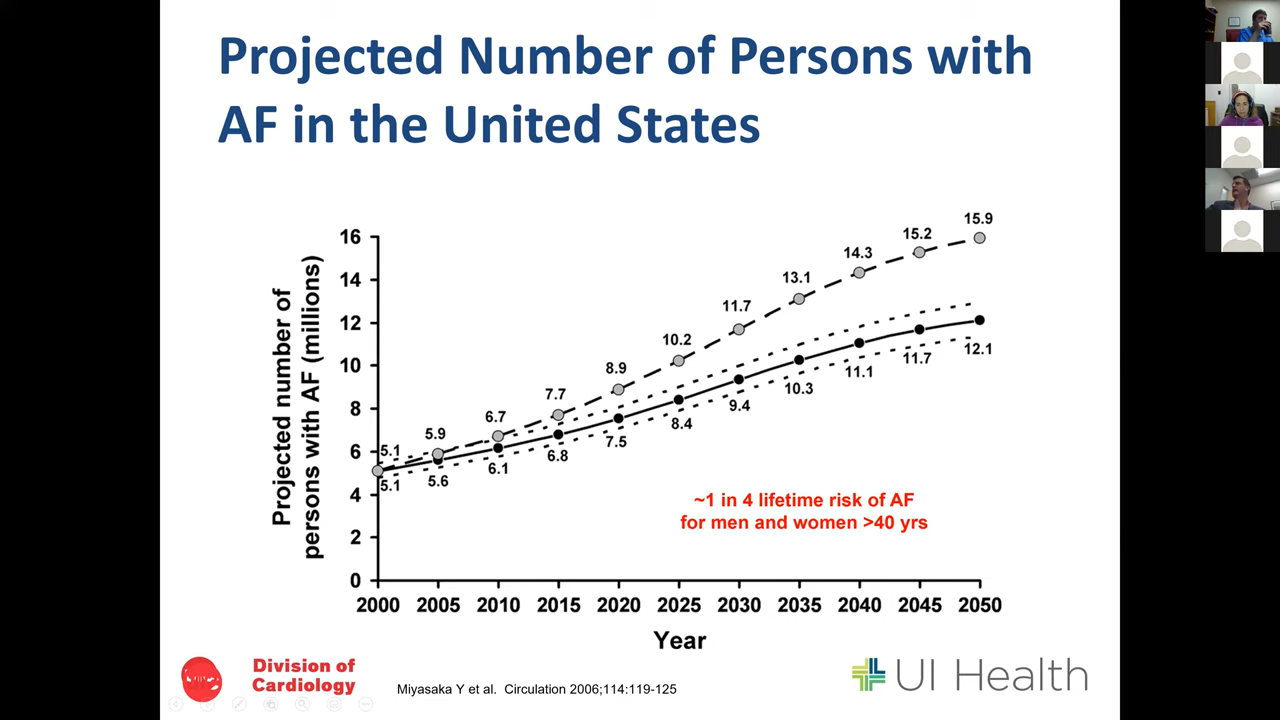 Projected Number of Persons with
AF in the United States
Projected number of
persons with AF (millions)
16
14
12
10
8
6
4
2
0
5.1
5.9
6.7
7.7
8.9
10.2
11.7
13.1
14.3
15.2
15.9
5.1
5.6
6.1
6.8
7.5
8.4
9.4
10.3
11.1
11.7
12.1
~1 in 4 lifetime risk of AF
for men and women >40 yrs
2000 2005 2010 2015 2020 2025 2030 2035 2040 2045 2050
Year
Division of
Cardiology
Miyasaka Y et al. Circulation 2006;114:119-125
UI Health